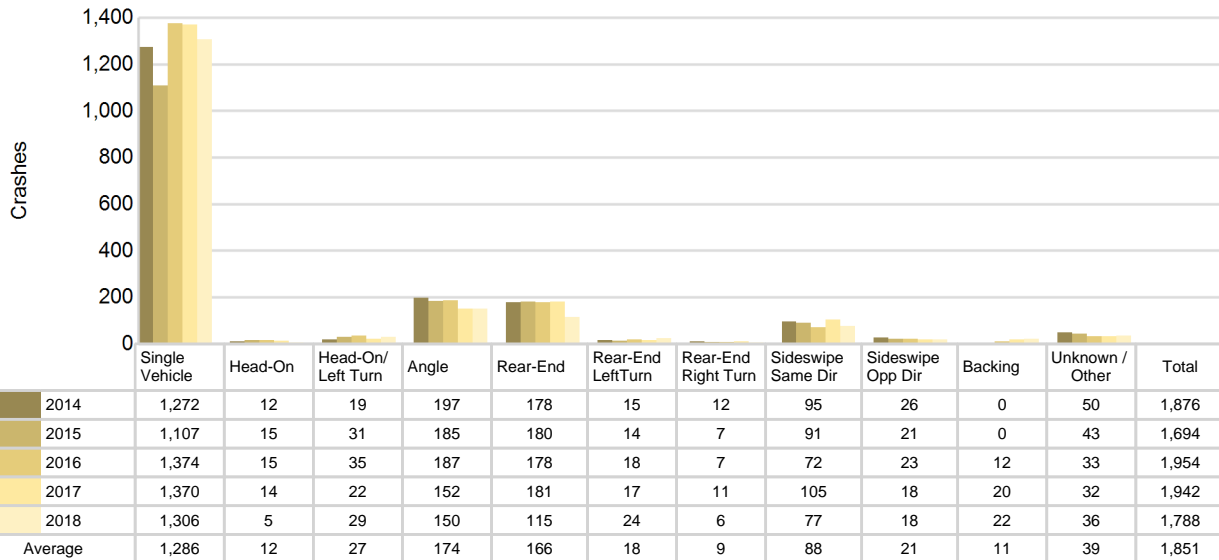 1,400
1,200
1,000
800
600
400
200
0
Crashes
Single Vehicle Head-On Head-On/ Left Turn Angle Rear-End Rear-End LeftTurn Rear-End Right Turn Sideswipe Same Dir Sideswipe Opp Dir Backing Unknown / Other Total
2014 1,272 12 19 197 178 15 12 95 26 0 50 1,876
2015 1,107 15 31 185 180 14 7 91 21 0 43 1,694
2016 1,374 15 35 187 178 18 7 72 23 12 33 1,954
2017 1,370 14 22 152 181 17 11 105 18 20 32 1,942
2018 1,306 5 29 150 115 24 6 77 18 22 36 1,788
Average 1,286 12 27 174 166 18 9 88 21 11 39 1,851